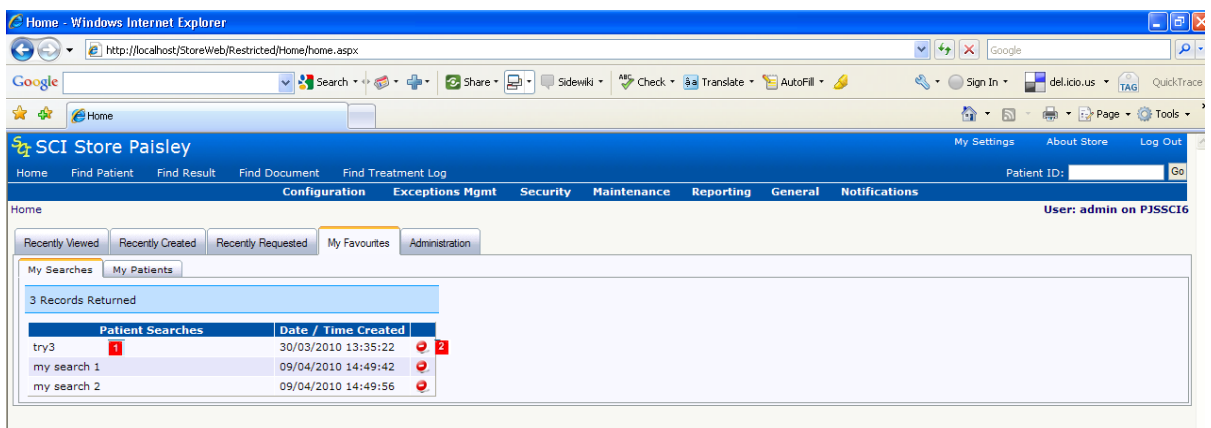 Home - Windows Internet Explorer
http://localhost/StoreWeb/Restricted/Home/home.aspx Google
Google Search Share Sidewiki ABC Check Translate AutoFill Sign In del.icio.us TAG QuickTrace
Home Page Tools
SCI Store Paisley My Settings About Store Log Out
Home Find Patient Find Result Find Document Find Treatment Log Patient ID: Go
Configuration Exceptions Mgmt Security Maintenance Reporting General Notifications
Home User: admin on PJSSCI6
Recently Viewed Recently Created Recently Requested My Favourites Administration
My Searches My Patients
3 Records Returned
Patient Searches Date / Time Created
try3 1 30/03/2010 13:35:22 2
my search 1 09/04/2010 14:49:42
my search 2 09/04/2010 14:49:56